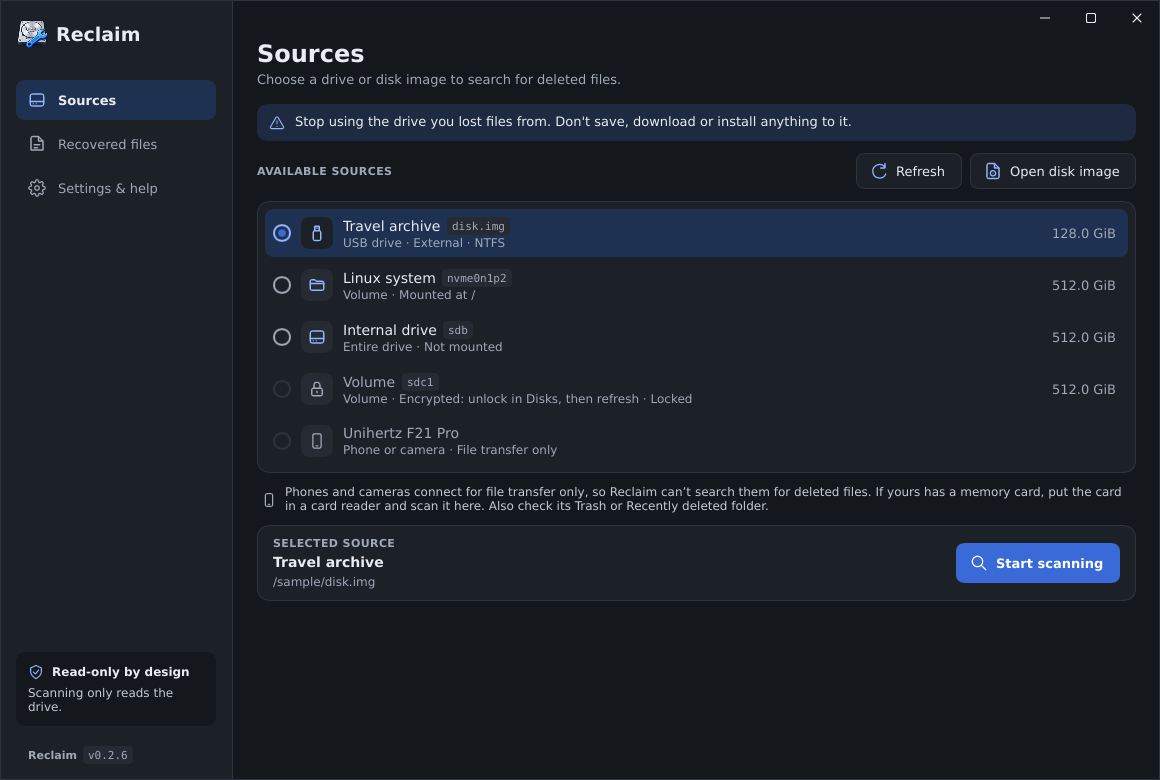 Reclaim
Sources
Recovered files
Settings & help
Read-only by design
Scanning only reads the
drive.
Reclaim v0.2.6
Sources
Choose a drive or disk image to search for deleted files.
Stop using the drive you lost files from. Don't save, download or install anything to it.
AVAILABLE SOURCES
Refresh
Open disk image
Travel archive disk.img
USB drive · External · NTFS
128.0 GiB
Linux system nvme0n1p2
Volume · Mounted at /
512.0 GiB
Internal drive sdb
Entire drive · Not mounted
512.0 GiB
Volume sdc1
Volume · Encrypted: unlock in Disks, then refresh · Locked
512.0 GiB
Unihertz F21 Pro
Phone or camera · File transfer only
Phones and cameras connect for file transfer only, so Reclaim can’t search them for deleted files. If yours has a memory card, put the card
in a card reader and scan it here. Also check its Trash or Recently deleted folder.
SELECTED SOURCE
Travel archive
/sample/disk.img
Start scanning